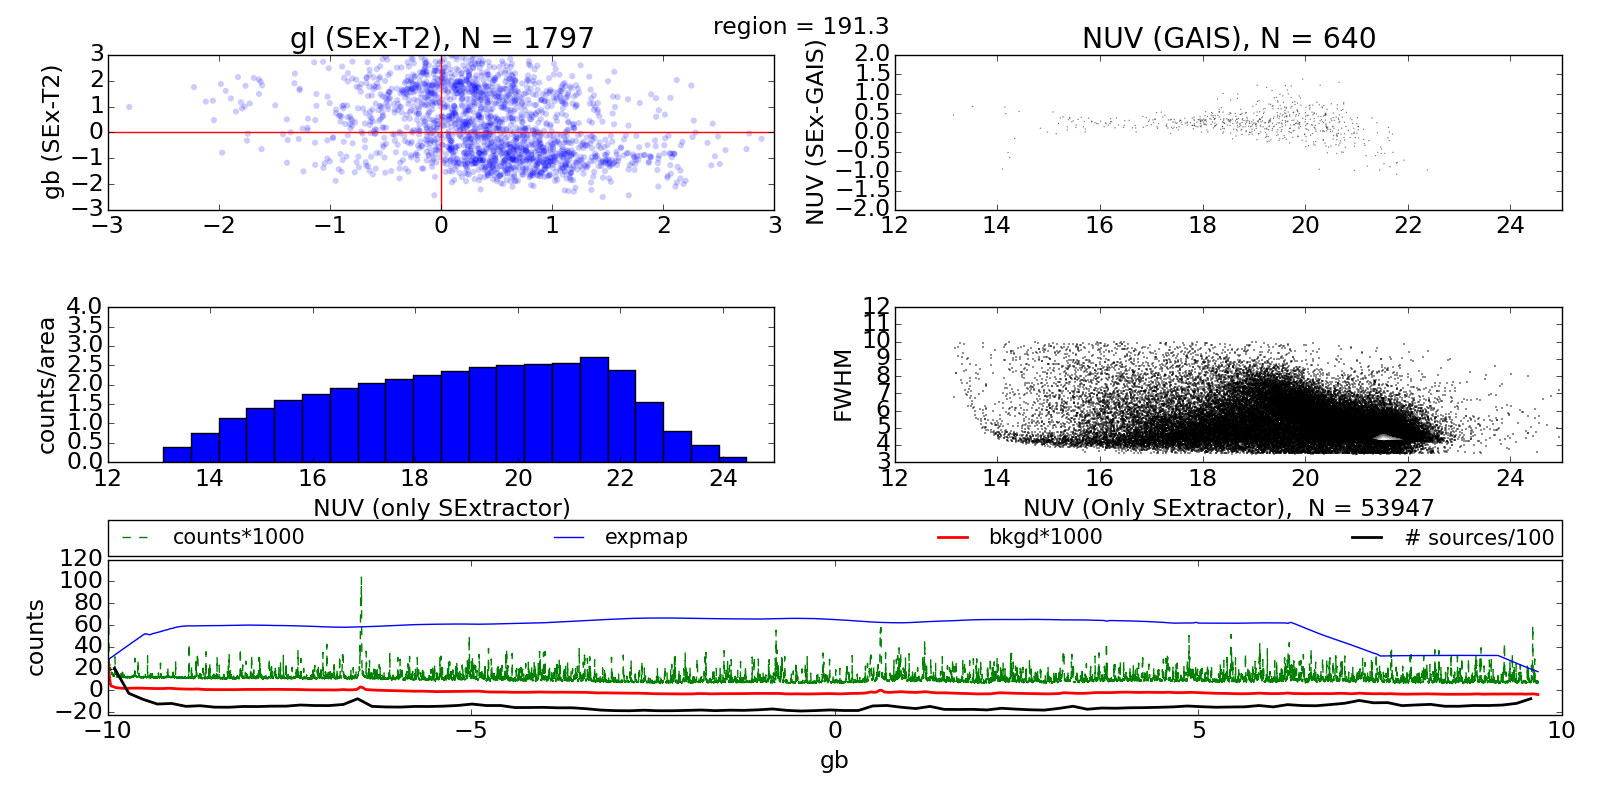 region = 191.3
gl (SEx-T2), N = 1797
3
2
1
0
−1
−2
−3
gb (SEx-T2)
−3 −2 −1 0 1 2 3
NUV (GAIS), N = 640
2.0
1.5
1.0
0.5
0.0
−0.5
−1.0
−1.5
−2.0
NUV (SEx-GAIS)
12 14 16 18 20 22 24
4.0
3.5
3.0
2.5
2.0
1.5
1.0
0.5
0.0
counts/area
12 14 16 18 20 22 24
NUV (only SExtractor)
12
11
10
9
8
7
6
5
4
3
FWHM
12 14 16 18 20 22 24
NUV (Only SExtractor), N = 53947
counts*1000 expmap bkgd*1000 # sources/100
120
100
80
60
40
20
0
−20
counts
−10 −5 0 5 10
gb